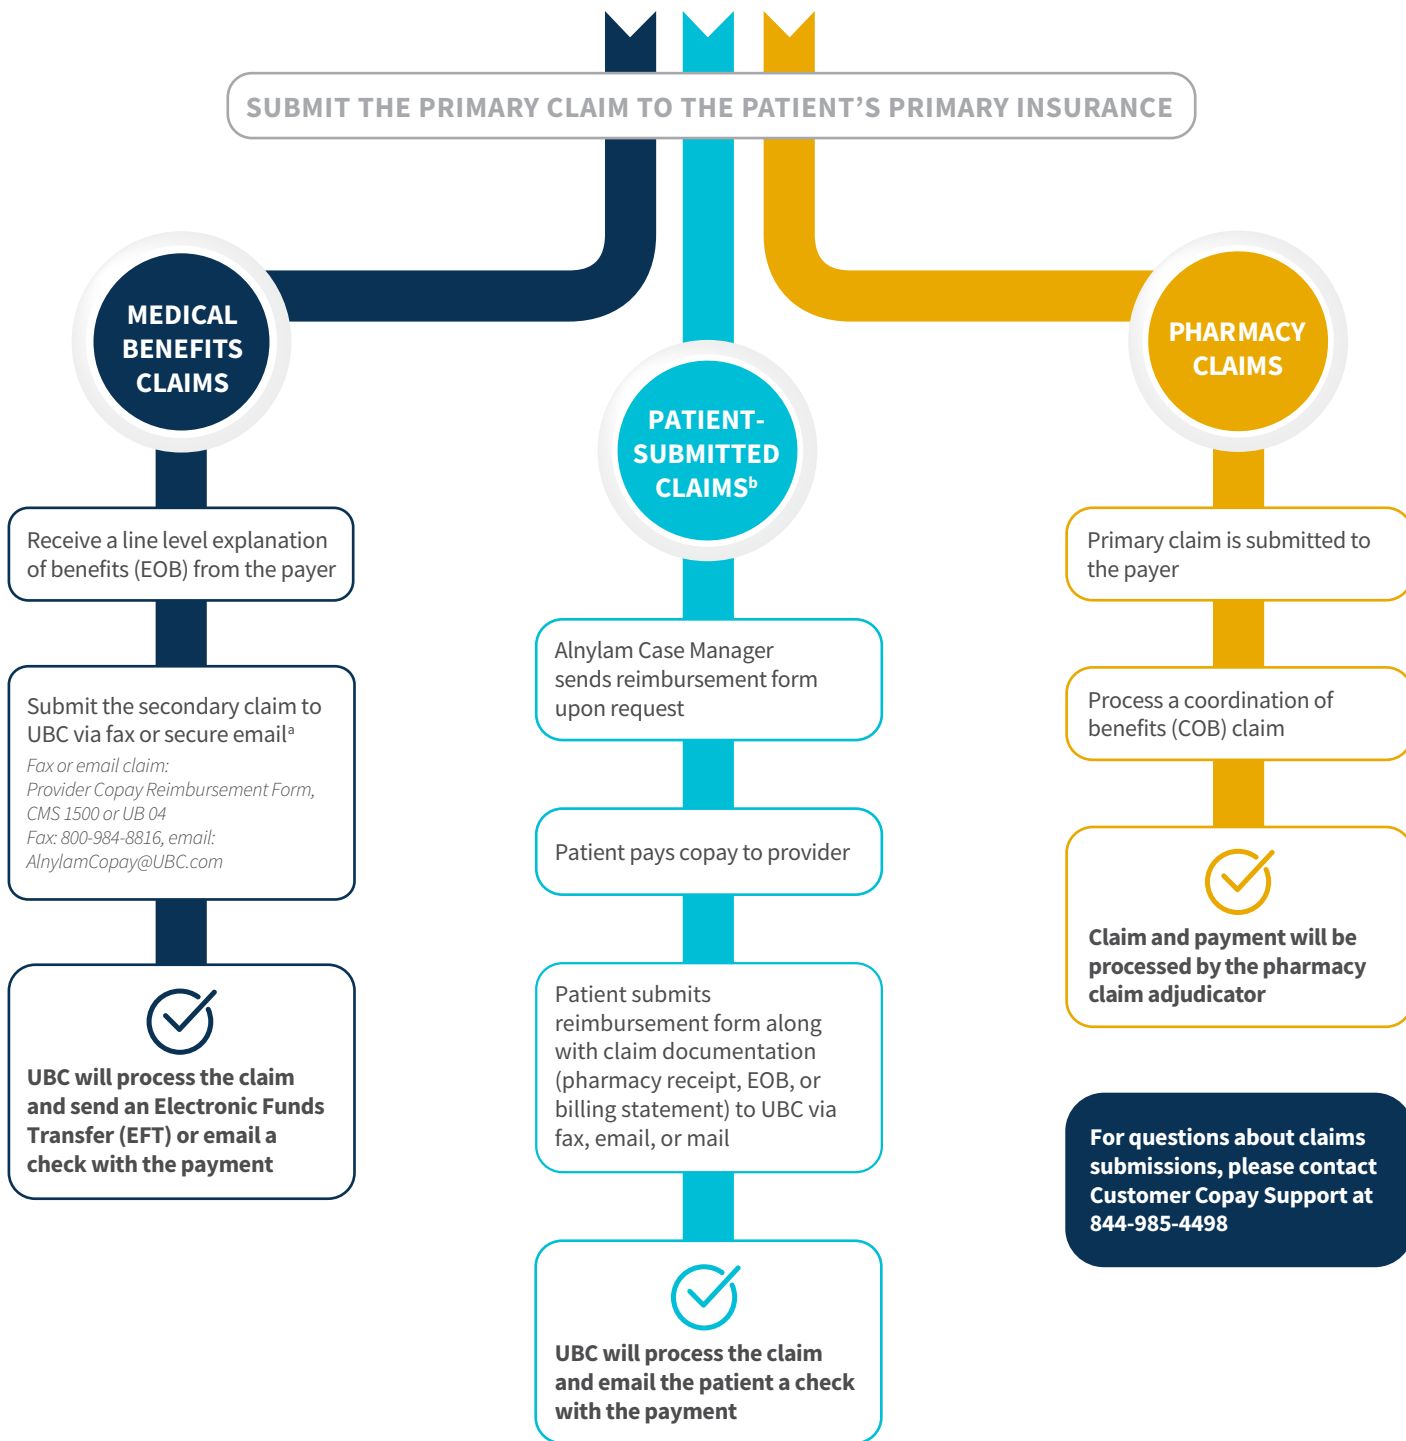 SUBMIT THE PRIMARY CLAIM TO THE PATIENT’S PRIMARY INSURANCE
MEDICAL
BENEFITS
CLAIMS
Receive a line level explanation
of benefits (EOB) from the payer
Submit the secondary claim to
UBC via fax or secure emailᵃ
Fax or email claim:
Provider Copay Reimbursement Form,
CMS 1500 or UB 04
Fax: 800-984-8816, email:
AlnylamCopay@UBC.com
UBC will process the claim
and send an Electronic Funds
Transfer (EFT) or email a
check with the payment
PATIENT-
SUBMITTED
CLAIMSᵇ
Alnylam Case Manager
sends reimbursement form
upon request
Patient pays copay to provider
Patient submits
reimbursement form along
with claim documentation
(pharmacy receipt, EOB, or
billing statement) to UBC via
fax, email, or mail
UBC will process the claim
and email the patient a check
with the payment
PHARMACY
CLAIMS
Primary claim is submitted to
the payer
Process a coordination of
benefits (COB) claim
Claim and payment will be
processed by the pharmacy
claim adjudicator
For questions about claims
submissions, please contact
Customer Copay Support at
844-985-4498